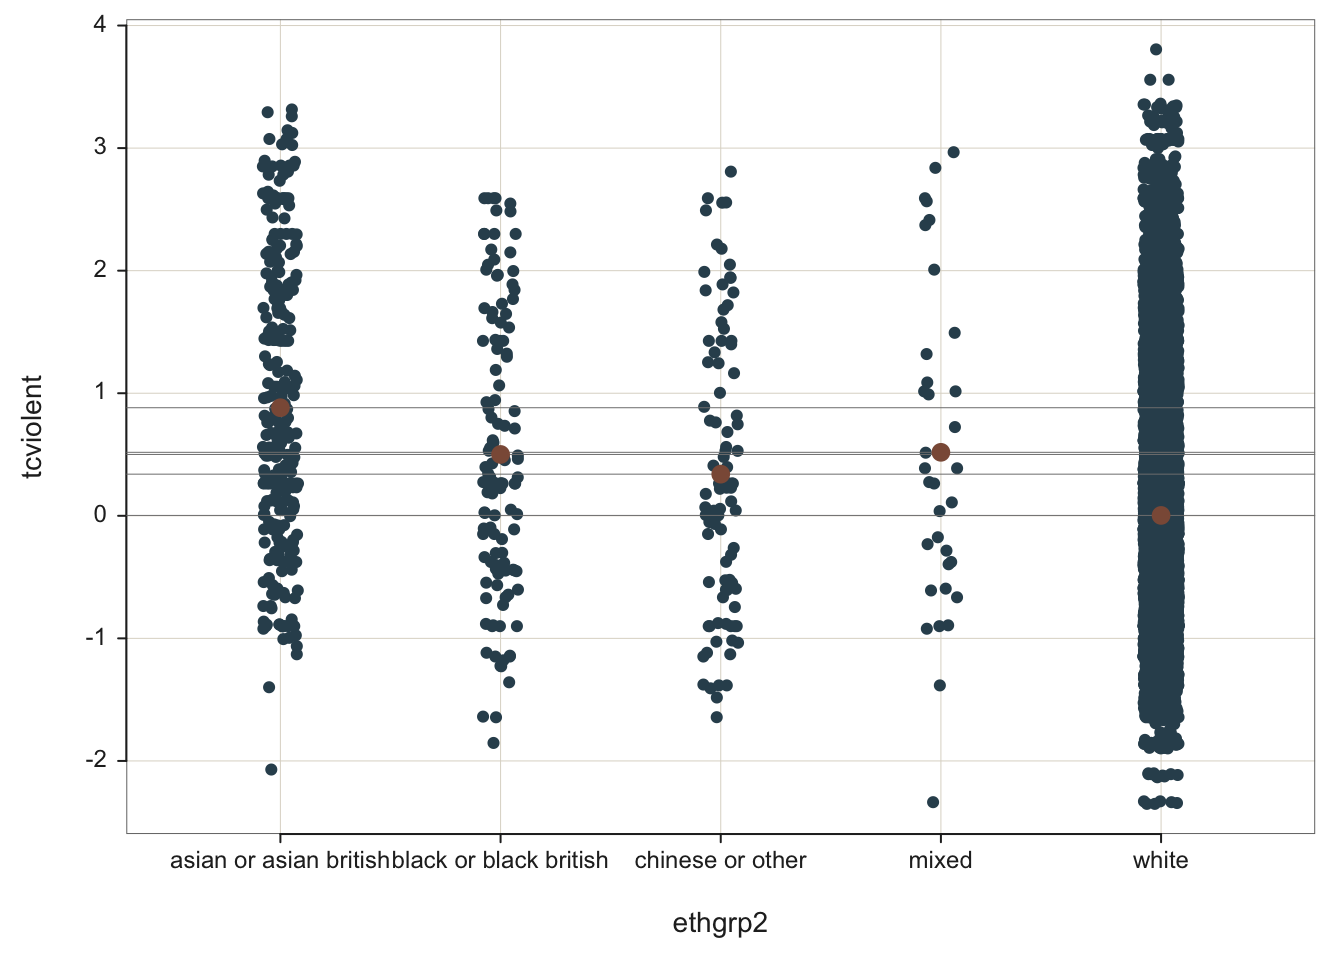 4
3
2
1
0
-1
-2
tcviolent
asian or asian british black or black british chinese or other mixed white
ethgrp2